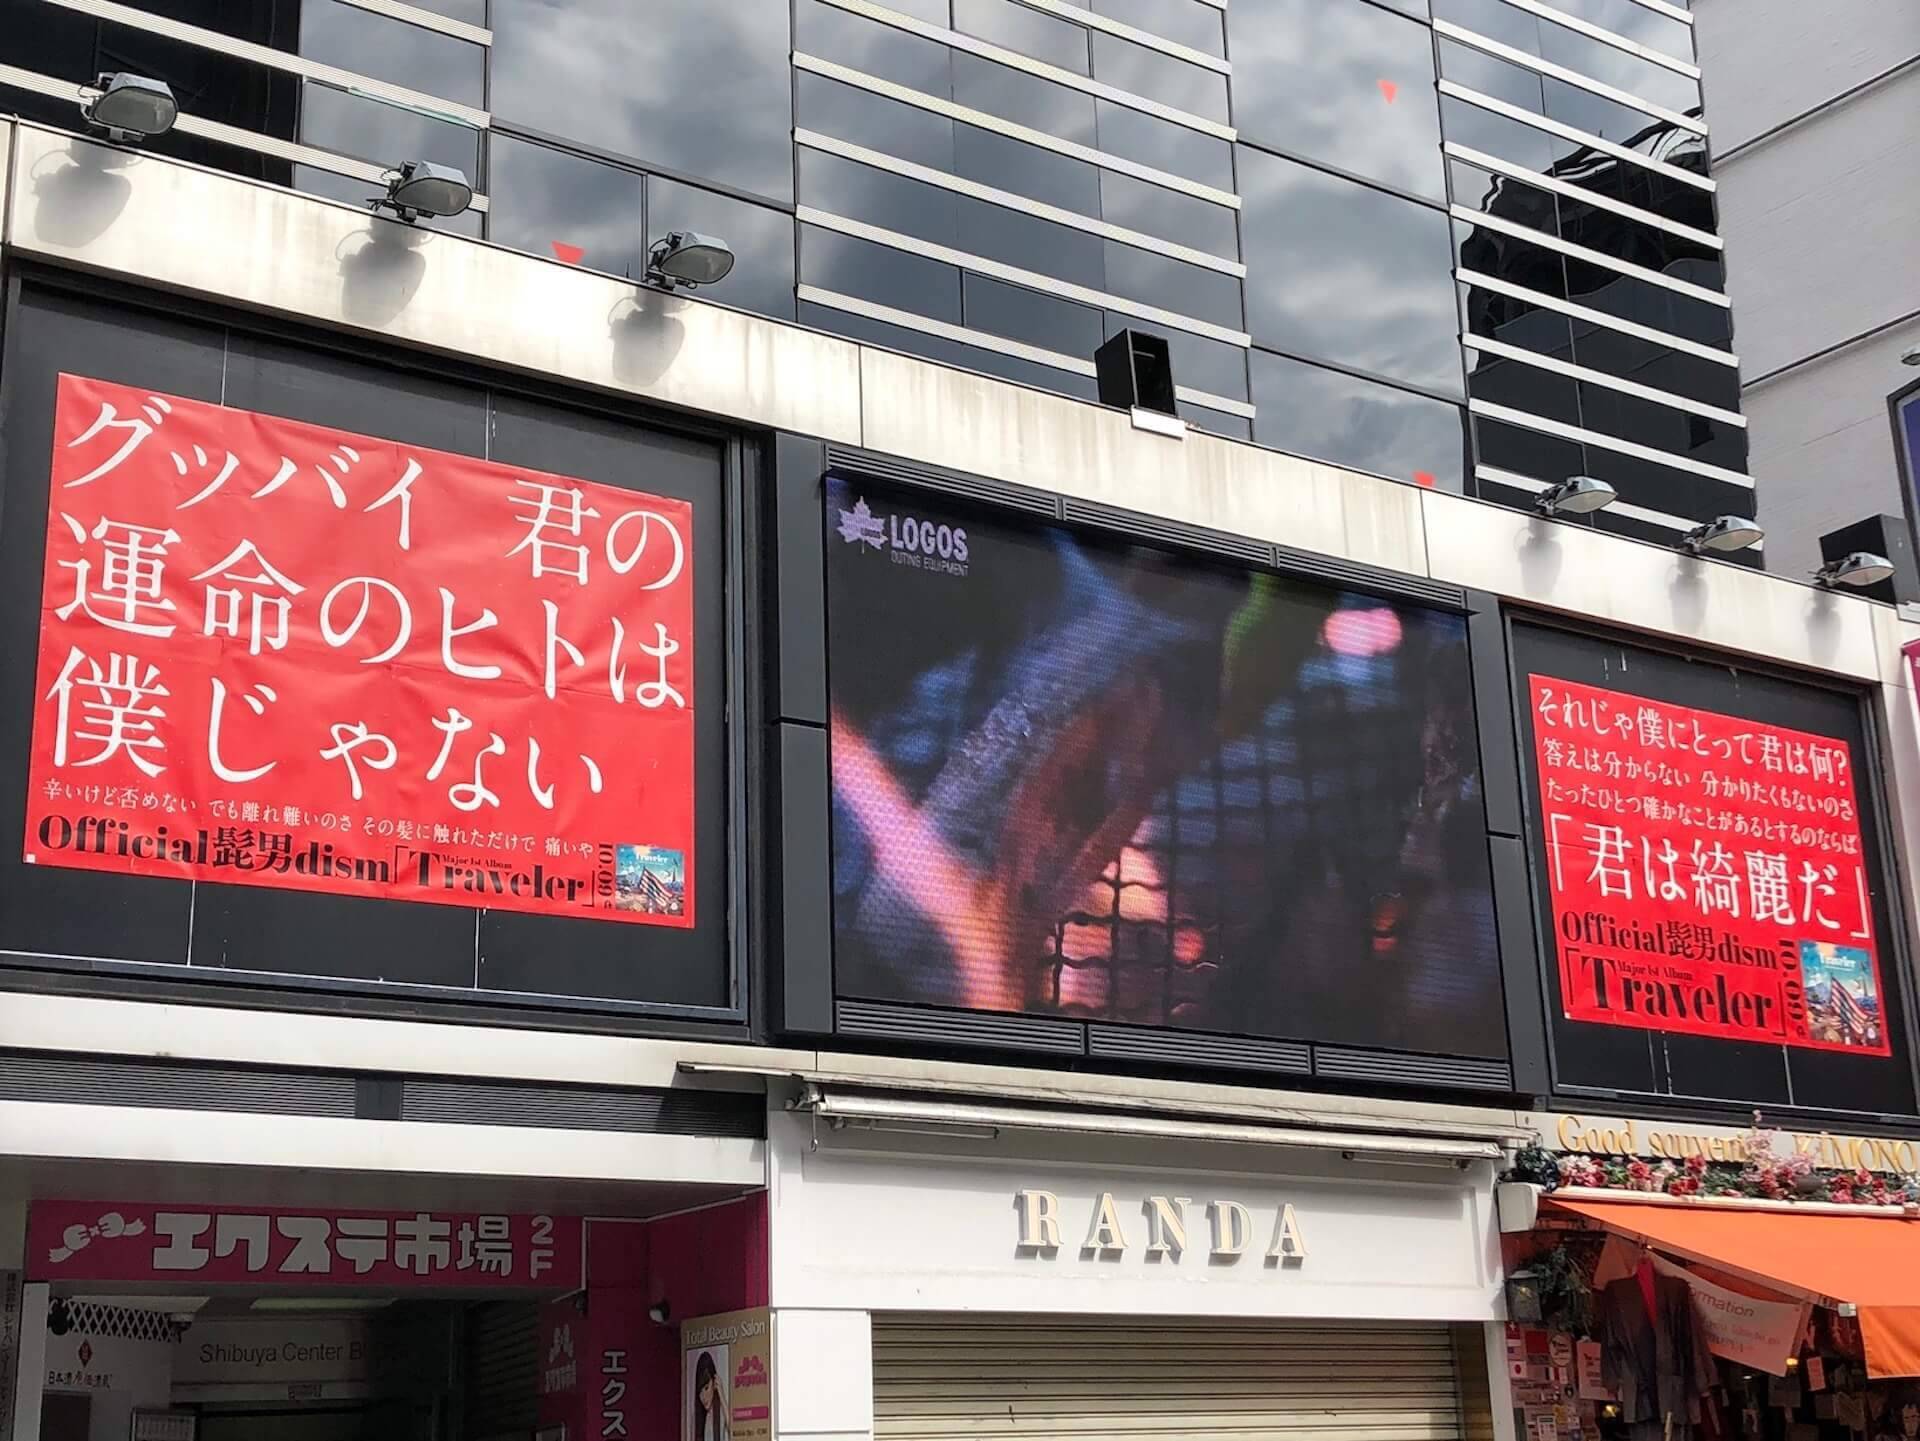 グッバイ 君の
運命のヒトは
僕じゃない
辛いけど否めない でも離れ難いのさ その髪に触れただけで 痛いや
Official髭男dism「Traveler」
Major 1st Album
10.09
Traveler
LOGOS
OUTING EQUIPMENT
それじゃ僕にとって君は何?
答えは分からない 分かりたくもないのさ
たったひとつ確かなことがあるとするのならば
「君は綺麗だ」
Official髭男dism
Major 1st Album
「Traveler」
10.09
Traveler
Good souvenir KIMONO
RANDA
エクステ市場 2F
Shibuya Center B
Total Beauty Salon
エクス